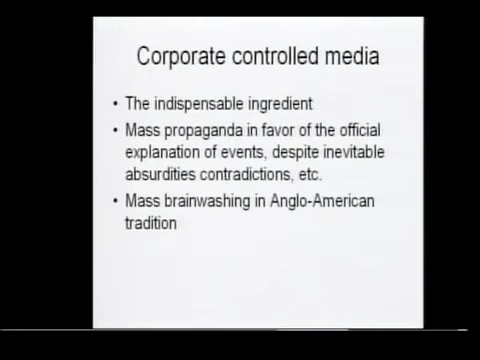 Corporate controlled media
• The indispensable ingredient
• Mass propaganda in favor of the official
explanation of events, despite inevitable
absurdities contradictions, etc.
• Mass brainwashing in Anglo-American
tradition